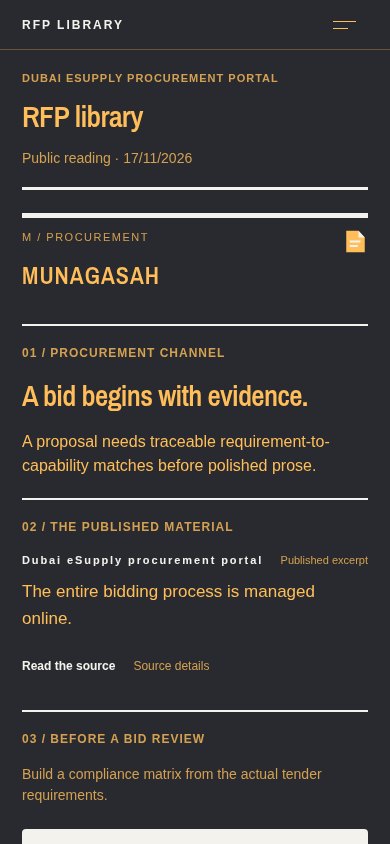 RFP LIBRARY
DUBAI ESUPPLY PROCUREMENT PORTAL
RFP library
Public reading · 17/11/2026
M / PROCUREMENT
MUNAGASAH
01 / PROCUREMENT CHANNEL
A bid begins with evidence.
A proposal needs traceable requirement-to-
capability matches before polished prose.
02 / THE PUBLISHED MATERIAL
Dubai eSupply procurement portal Published excerpt
The entire bidding process is managed
online.
Read the source Source details
03 / BEFORE A BID REVIEW
Build a compliance matrix from the actual tender
requirements.